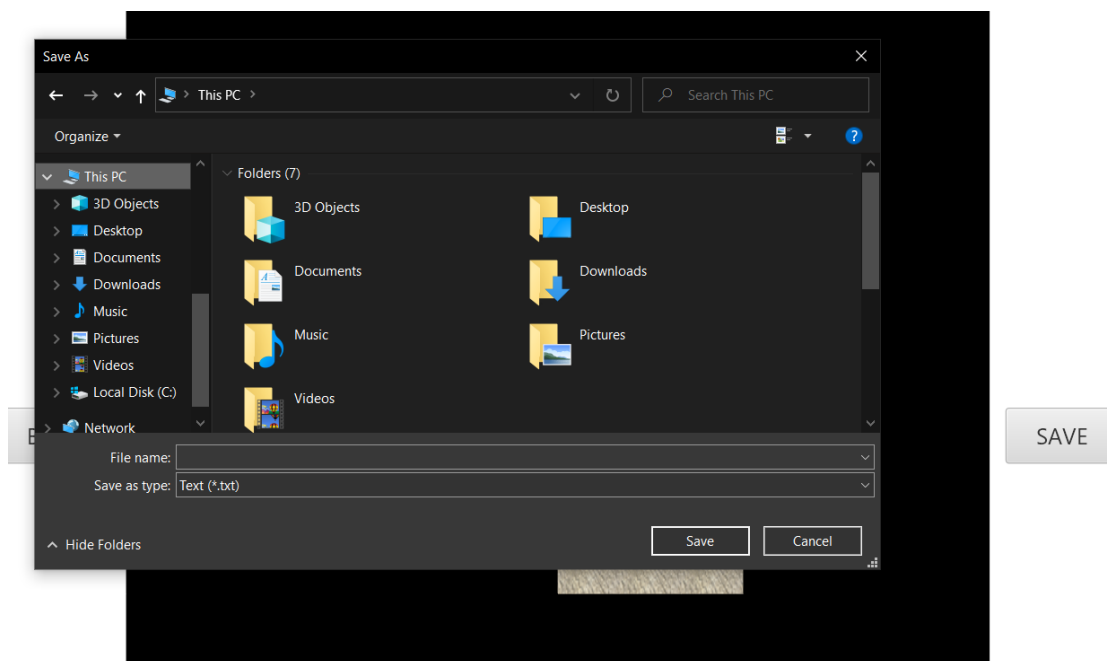 Save As
This PC
Search This PC
Organize
This PC
3D Objects
Desktop
Documents
Downloads
Music
Pictures
Videos
Local Disk (C:)
Network
Folders (7)
3D Objects
Desktop
Documents
Downloads
Music
Pictures
Videos
SAVE
File name:
Save as type: Text (*.txt)
Hide Folders
Save
Cancel